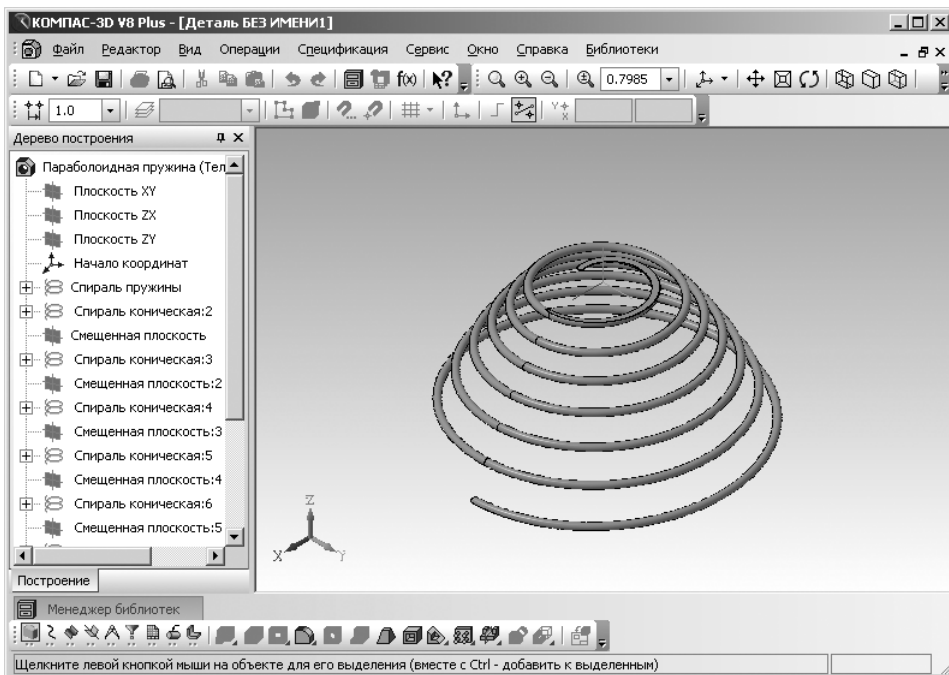 КОМПАС-3D V8 Plus - [Деталь БЕЗ ИМЕНИ1]
Файл Редактор Вид Операции Спецификация Сервис Окно Справка Библиотеки
f(x) 0.7985
1.0
Дерево построения
Параболоидная пружина (Тел
Плоскость XY
Плоскость ZX
Плоскость ZY
Начало координат
Спираль пружины
Спираль коническая:2
Смещенная плоскость
Спираль коническая:3
Смещенная плоскость:2
Спираль коническая:4
Смещенная плоскость:3
Спираль коническая:5
Смещенная плоскость:4
Спираль коническая:6
Смещенная плоскость:5
Z
X Y
Построение
Менеджер библиотек
Щелкните левой кнопкой мыши на объекте для его выделения (вместе с Ctrl - добавить к выделенным)